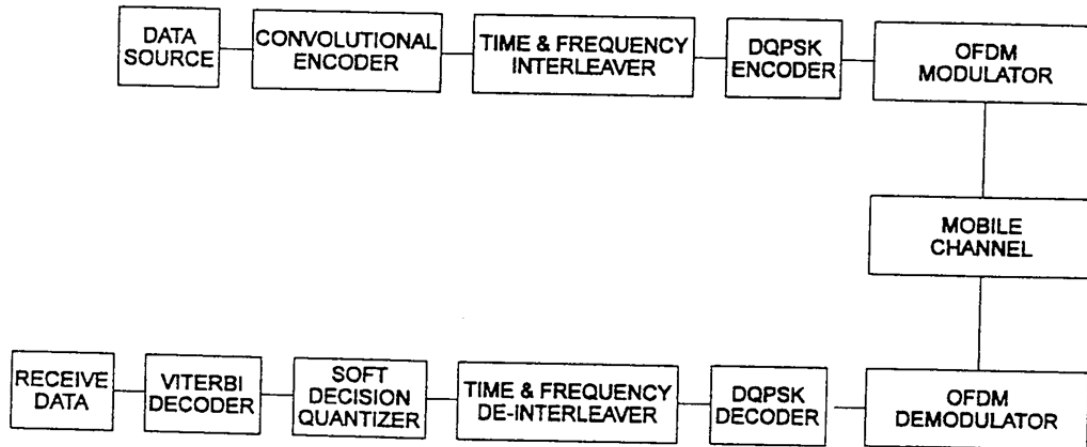 DATA
SOURCE
CONVOLUTIONAL
ENCODER
TIME & FREQUENCY
INTERLEAVER
DQPSK
ENCODER
OFDM
MODULATOR
MOBILE
CHANNEL
RECEIVE
DATA
VITERBI
DECODER
SOFT
DECISION
QUANTIZER
TIME & FREQUENCY
DE-INTERLEAVER
DQPSK
DECODER
OFDM
DEMODULATOR